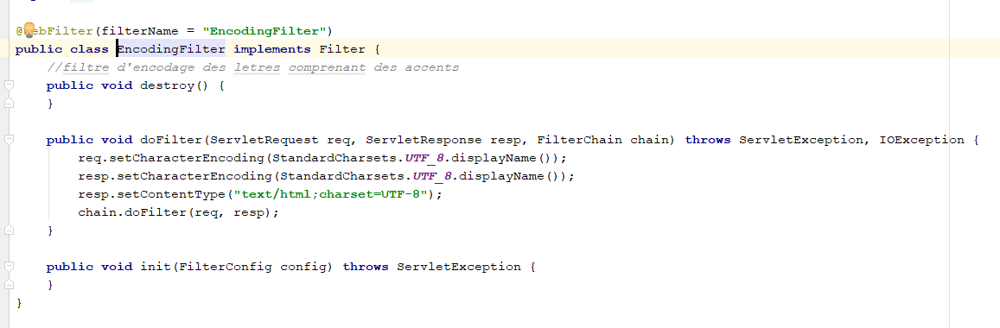 @WebFilter(filterName = "EncodingFilter")
public class EncodingFilter implements Filter {
//filtre d'encodage des letres comprenant des accents
public void destroy() {
}
public void doFilter(ServletRequest req, ServletResponse resp, FilterChain chain) throws ServletException, IOException {
req.setCharacterEncoding(StandardCharsets.UTF_8.displayName());
resp.setCharacterEncoding(StandardCharsets.UTF_8.displayName());
resp.setContentType("text/html;charset=UTF-8");
chain.doFilter(req, resp);
}
public void init(FilterConfig config) throws ServletException {
}
}